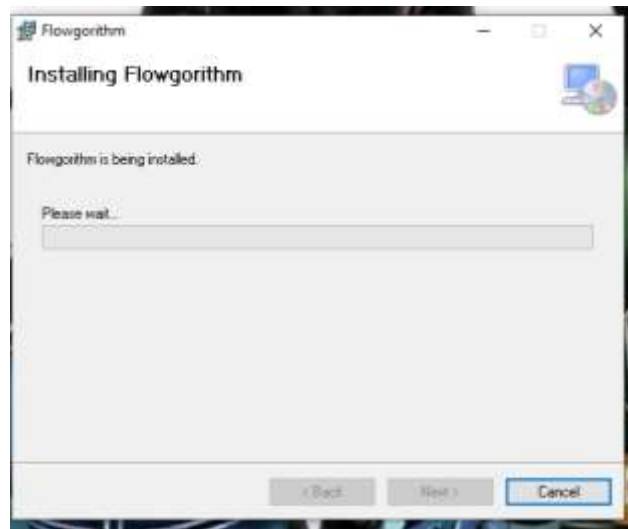 Flowgorithm
Installing Flowgorithm
Flowgorithm is being installed.
Please wait...
< Back
Next >
Cancel